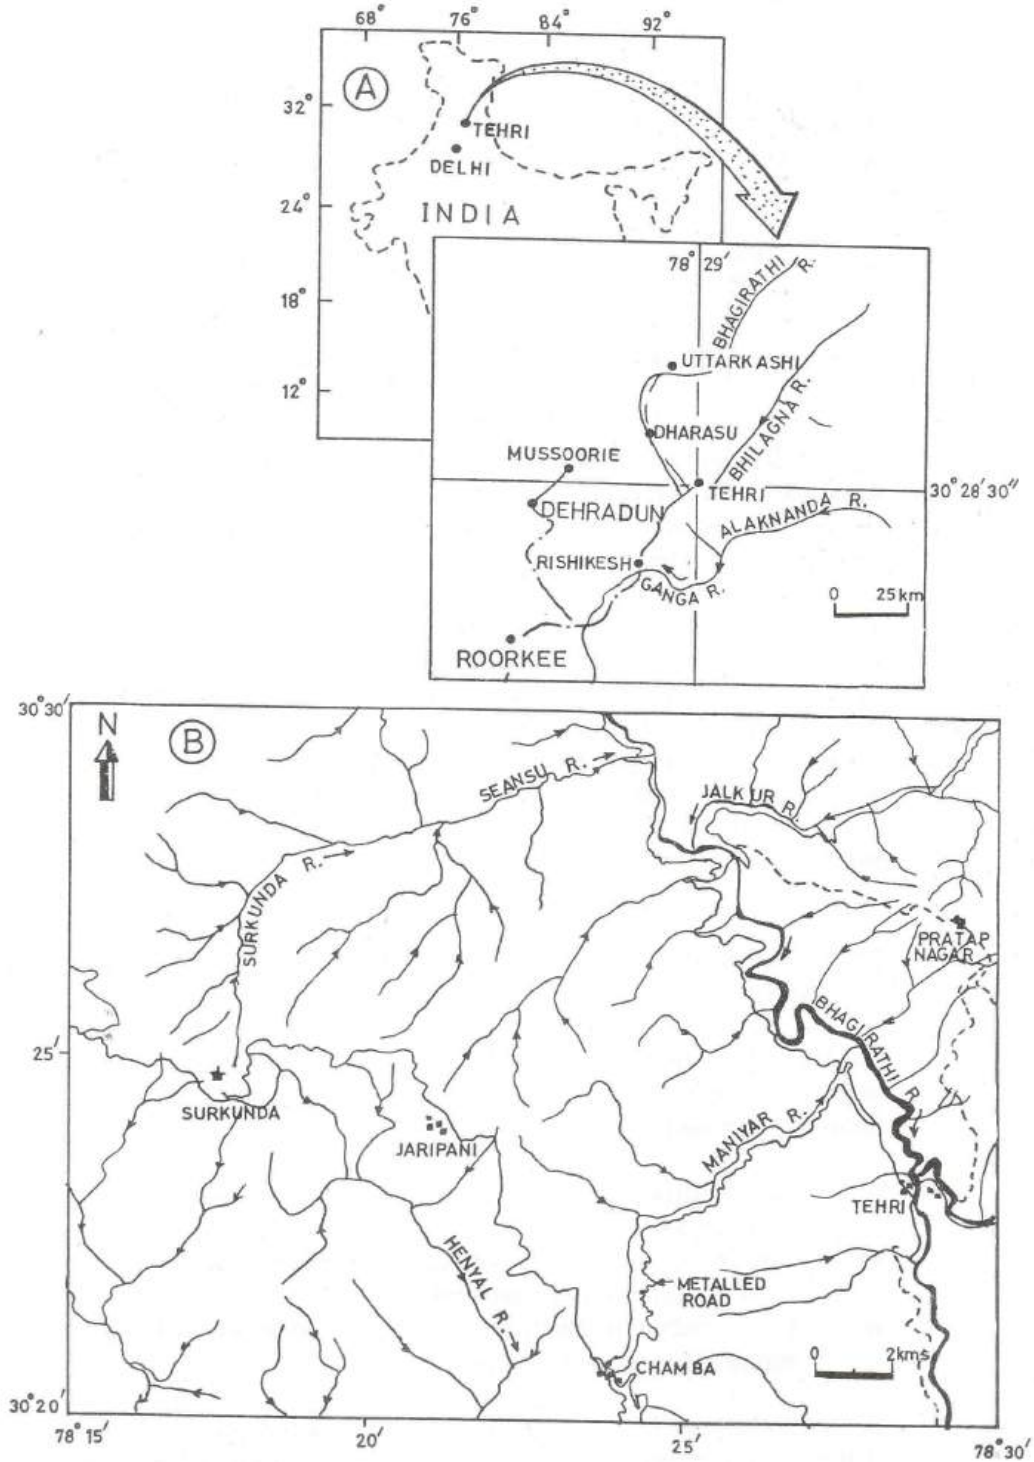 68° 76° 84° 92°
A
32°
TEHRI
DELHI
24°
INDIA
18°
12°
78° 29'
BHAGIRATHI R.
UTTARKASHI
DHARASU
BHILAGNA R.
MUSSOORIE
30° 28' 30"
TEHRI
DEHRADUN
ALAKNANDA R.
RISHIKESH
GANGA R.
0 25 km
ROORKEE
30° 30'
N
B
SEANSU R.
JALKUR R.
SURKUNDA R.
PRATAP
NAGAR
25'
BHAGIRATHI R.
SURKUNDA
JARIPANI
MANIYAR R.
TEHRI
HENYAL R.
METALLED
ROAD
0 2kms
CHAMBA
30° 20'
78° 15' 20' 25' 78° 30'